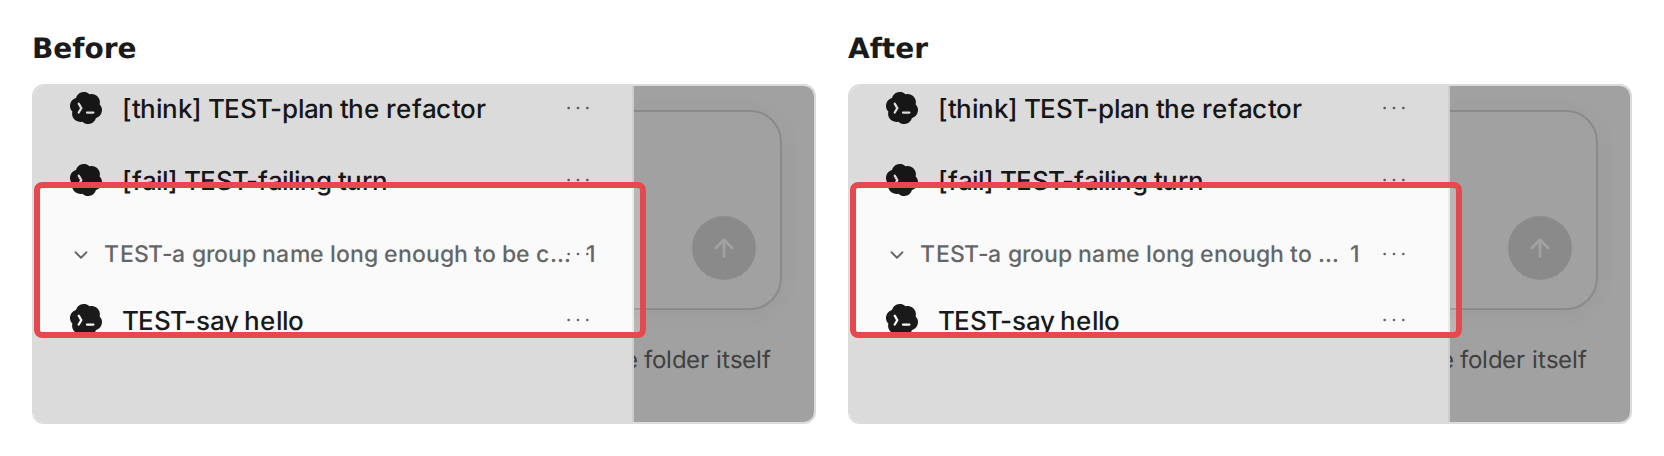 Before
[think] TEST-plan the refactor ...
[fail] TEST-failing turn ...
TEST-a group name long enough to be c... ... 1
TEST-say hello ...
folder itself
After
[think] TEST-plan the refactor ...
[fail] TEST-failing turn ...
TEST-a group name long enough to ... 1 ...
TEST-say hello ...
folder itself